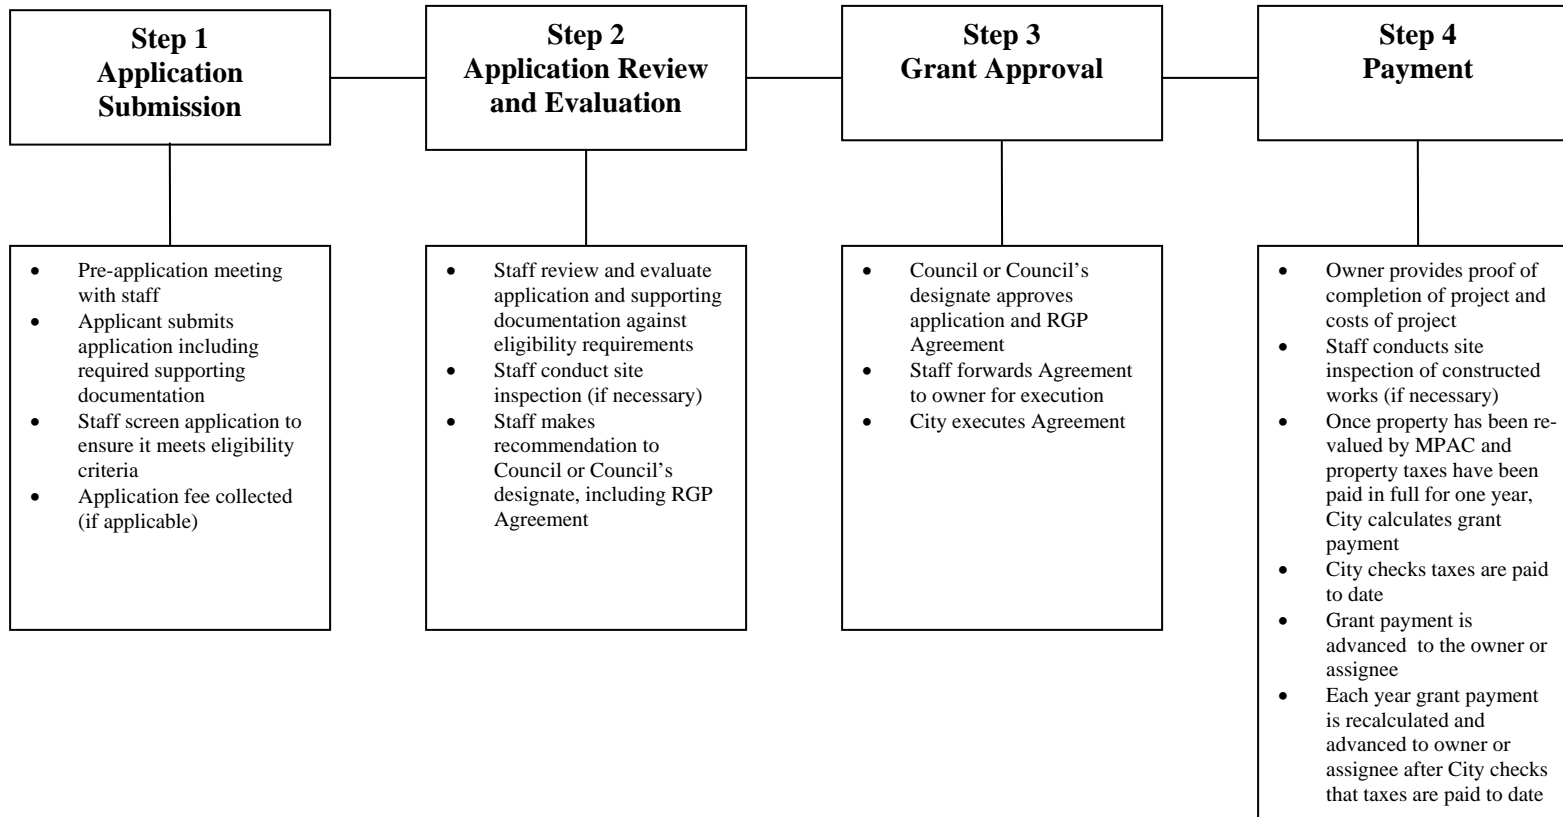 Step 1
Application
Submission
Step 2
Application Review
and Evaluation
Step 3
Grant Approval
Step 4
Payment
• Pre-application meeting
with staff
• Applicant submits
application including
required supporting
documentation
• Staff screen application to
ensure it meets eligibility
criteria
• Application fee collected
(if applicable)
• Staff review and evaluate
application and supporting
documentation against
eligibility requirements
• Staff conduct site
inspection (if necessary)
• Staff makes
recommendation to
Council or Council’s
designate, including RGP
Agreement
• Council or Council’s
designate approves
application and RGP
Agreement
• Staff forwards Agreement
to owner for execution
• City executes Agreement
• Owner provides proof of
completion of project and
costs of project
• Staff conducts site
inspection of constructed
works (if necessary)
• Once property has been re-
valued by MPAC and
property taxes have been
paid in full for one year,
City calculates grant
payment
• City checks taxes are paid
to date
• Grant payment is
advanced  to the owner or
assignee
• Each year grant payment
is recalculated and
advanced to owner or
assignee after City checks
that taxes are paid to date